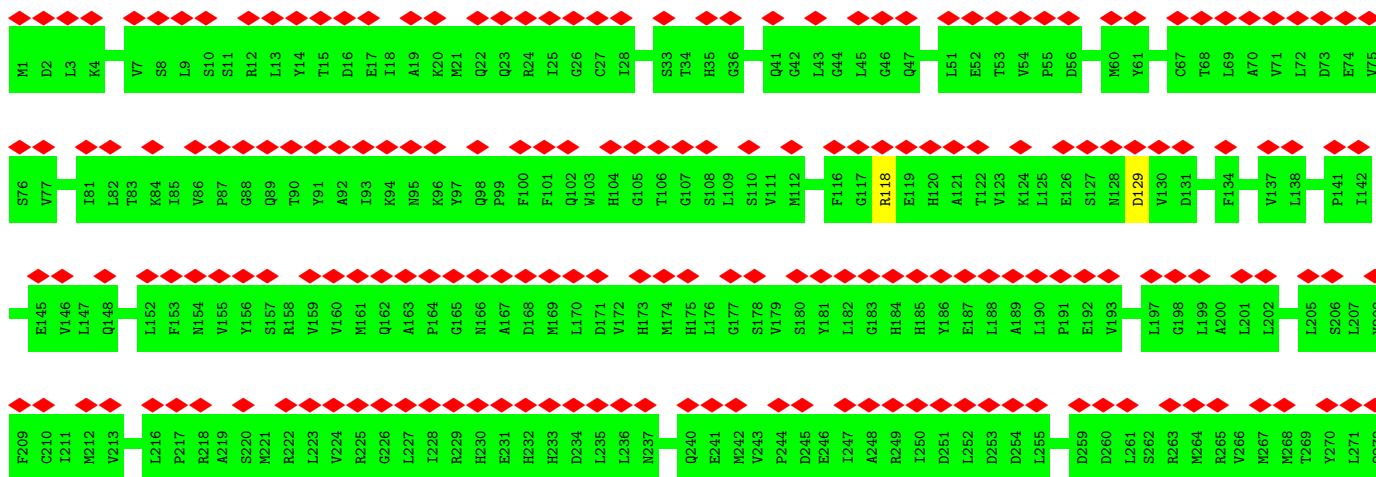 M1 D2 L3 K4 V7 S8 L9 S10 S11 R12 L13 Y14 T15 D16 E17 I18 A19 K20 M21 Q22 Q23 R24 I25 G26 C27 I28 S33 T34 H35 G36 Q41 G42 L43 G44 L45 G46 Q47 L51 E52 T53 V54 P55 D56 M60 Y61 C67 T68 L69 A70 V71 L72 D73 E74 V75
S76 V77 I81 L82 T83 K84 I85 V86 P87 G88 Q89 T90 Y91 A92 I93 K94 N95 K96 Y97 Q98 P99 F100 F101 Q102 W103 H104 G105 T106 G107 S108 L109 S110 V111 M112 F116 G117 R118 E119 H120 A121 T122 V123 K124 L125 E126 S127 N128 D129 V130 D131 F134 V137 L138 P141 I142
E145 V146 L147 Q148 L152 F153 N154 V155 Y156 S157 R158 V159 V160 M161 Q162 A163 P164 G165 N166 A167 D168 M169 L170 D171 V172 H173 M174 H175 L176 G177 S178 V179 S180 Y181 L182 G183 H184 H185 Y186 E187 L188 A189 L190 P191 E192 V193 L197 G198 L199 A200 L201 L202 L205 S206 L207
F209 C210 I211 M212 V213 L216 P217 R218 A219 S220 M221 R222 L223 V224 R225 G226 L227 I228 R229 H230 E231 H232 H233 D234 L235 L236 N237 Q240 E241 M242 V243 P244 D245 E246 I247 A248 R249 I250 D251 L252 D253 D254 L255 D259 D260 L261 S262 R263 M264 R265 V266 M267 M268 T269 Y270 L271